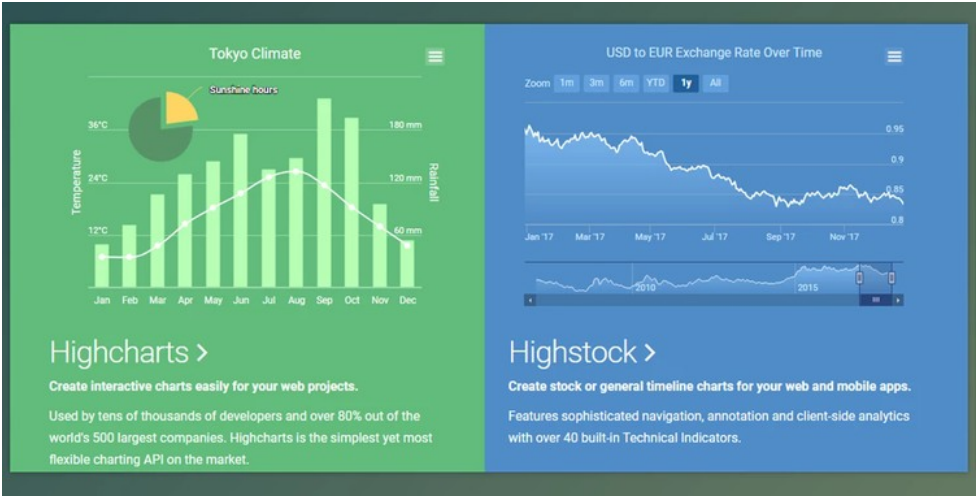 Tokyo Climate
Sunshine hours
36°C
180 mm
24°C
120 mm
12°C
60 mm
Temperature
Rainfall
Jan Feb Mar Apr May Jun Jul Aug Sep Oct Nov Dec
Highcharts >
Create interactive charts easily for your web projects.
Used by tens of thousands of developers and over 80% out of the
world's 500 largest companies. Highcharts is the simplest yet most
flexible charting API on the market.
USD to EUR Exchange Rate Over Time
Zoom 1m 3m 6m YTD 1y All
0.95
0.9
0.85
0.8
Jan '17 Mar '17 May '17 Jul '17 Sep '17 Nov '17
2010 2015
Highstock >
Create stock or general timeline charts for your web and mobile apps.
Features sophisticated navigation, annotation and client-side analytics
with over 40 built-in Technical Indicators.